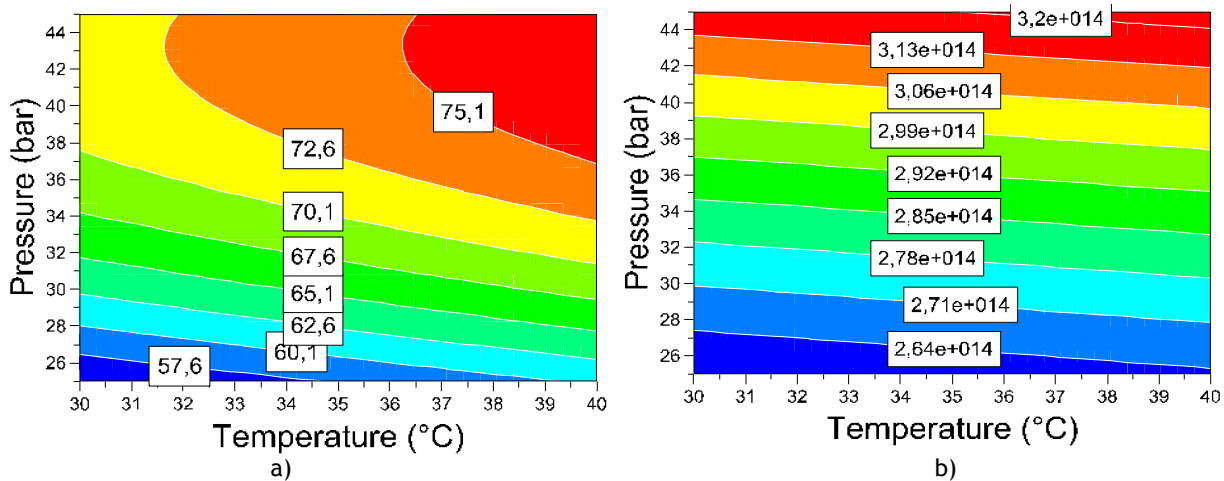 44
42
40
38
36
34
32
30
28
26
Pressure (bar)
75,1
72,6
70,1
67,6
65,1
62,6
60,1
57,6
30 31 32 33 34 35 36 37 38 39 40
Temperature (°C)
a)
44
42
40
38
36
34
32
30
28
26
Pressure (bar)
3,2e+014
3,13e+014
3,06e+014
2,99e+014
2,92e+014
2,85e+014
2,78e+014
2,71e+014
2,64e+014
30 31 32 33 34 35 36 37 38 39 40
Temperature (°C)
b)